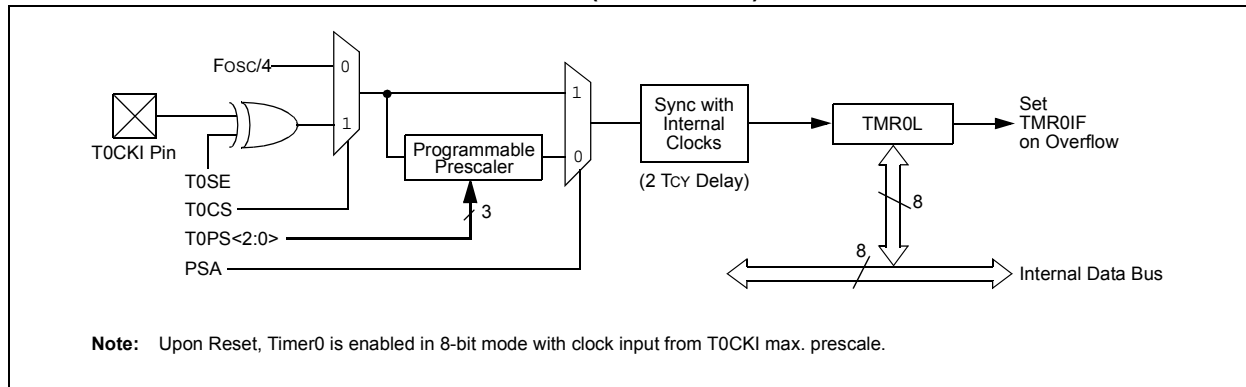 FOSC/4
0
1
T0CKI Pin
T0SE
T0CS
T0PS<2:0>
PSA
Programmable
Prescaler
3
1
0
Sync with
Internal
Clocks
(2 TCY Delay)
TMR0L
Set
TMR0IF
on Overflow
8
8
Internal Data Bus
Note: Upon Reset, Timer0 is enabled in 8-bit mode with clock input from T0CKI max. prescale.